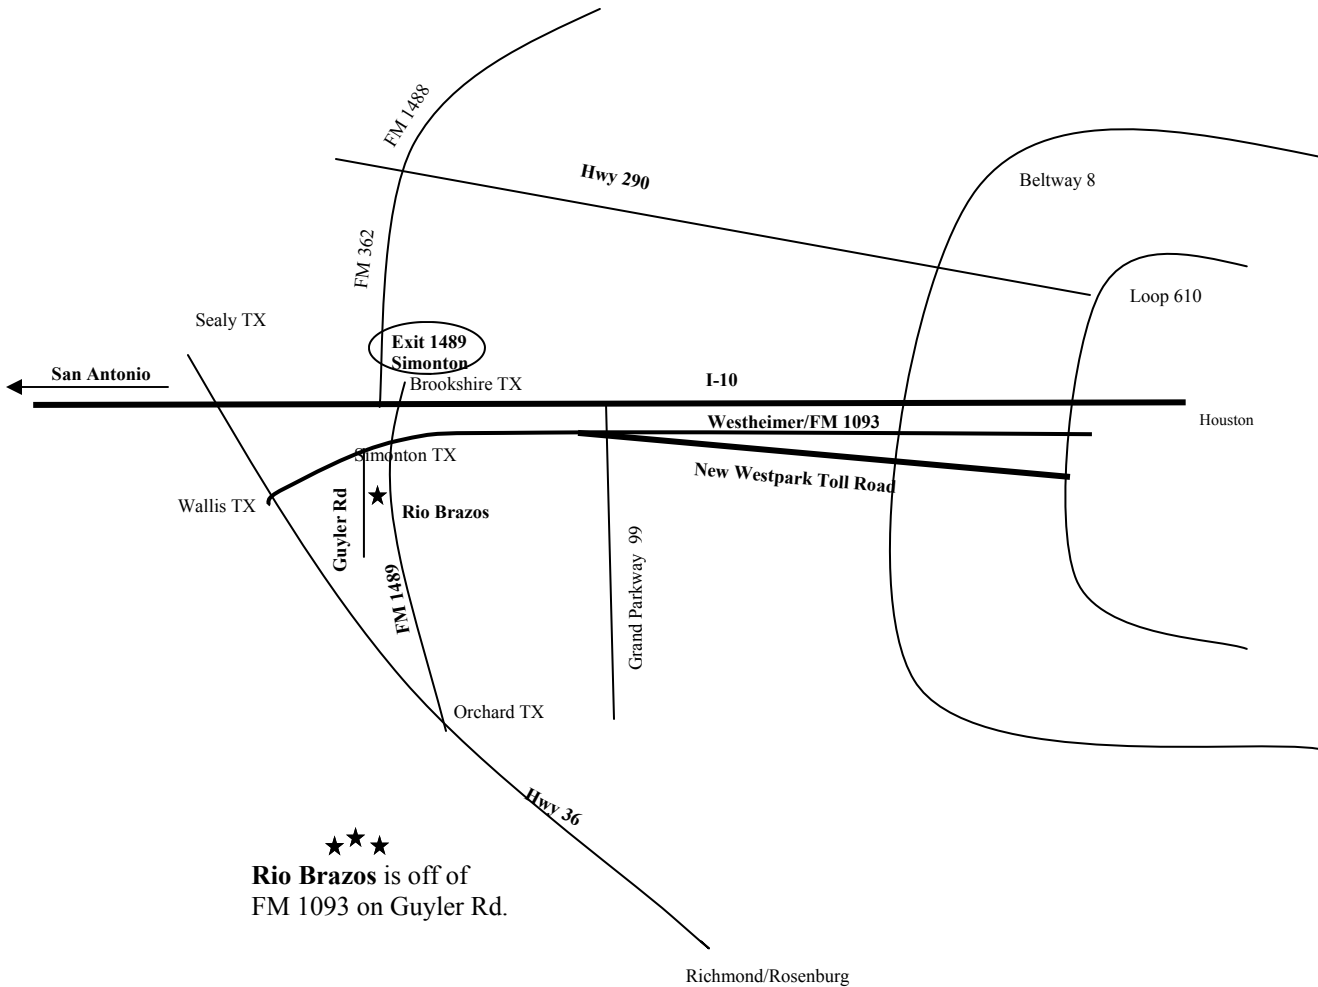 FM 1488
Hwy 290
Beltway 8
FM 362
Loop 610
Sealy TX
Exit 1489
Simonton
San Antonio
Brookshire TX
I-10
Houston
Westheimer/FM 1093
Simonton TX
New Westpark Toll Road
Wallis TX
Guyler Rd
Rio Brazos
Grand Parkway 99
FM 1489
Orchard TX
Hwy 36
Rio Brazos is off of
FM 1093 on Guyler Rd.
Richmond/Rosenburg